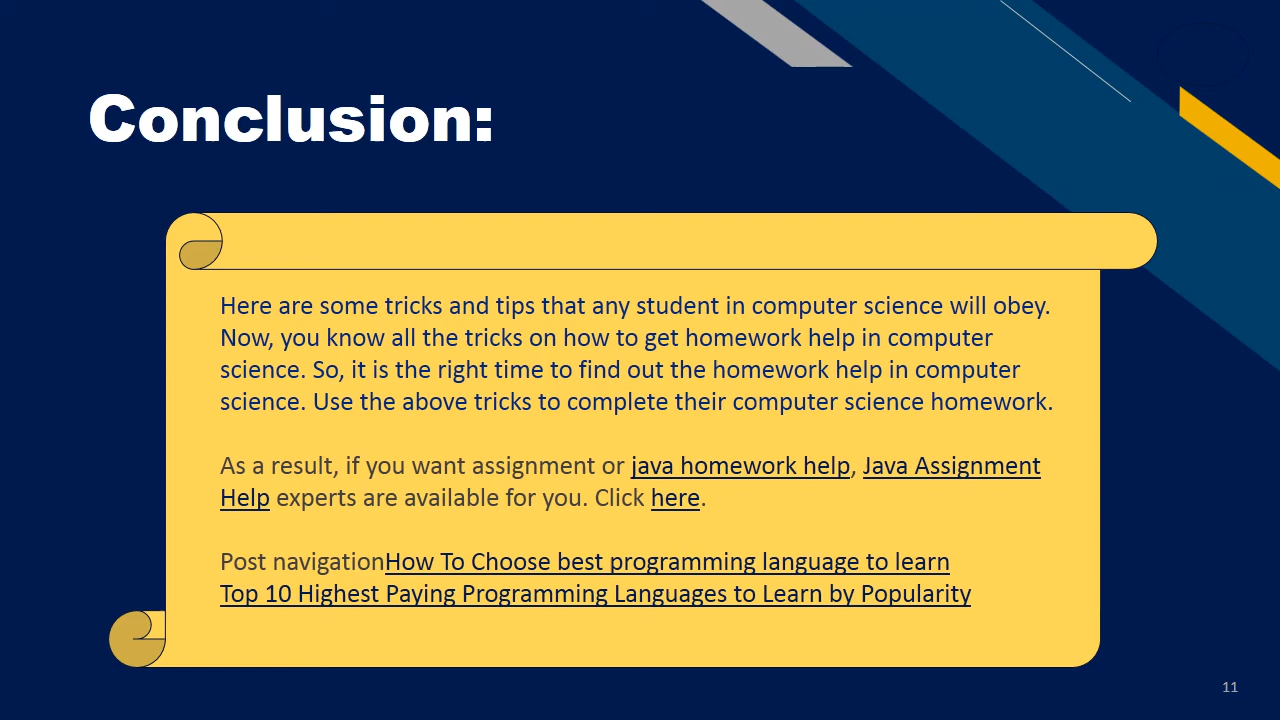 Conclusion:
Here are some tricks and tips that any student in computer science will obey.
Now, you know all the tricks on how to get homework help in computer
science. So, it is the right time to find out the homework help in computer
science. Use the above tricks to complete their computer science homework.
As a result, if you want assignment or java homework help, Java Assignment
Help experts are available for you. Click here.
Post navigationHow To Choose best programming language to learn
Top 10 Highest Paying Programming Languages to Learn by Popularity
11